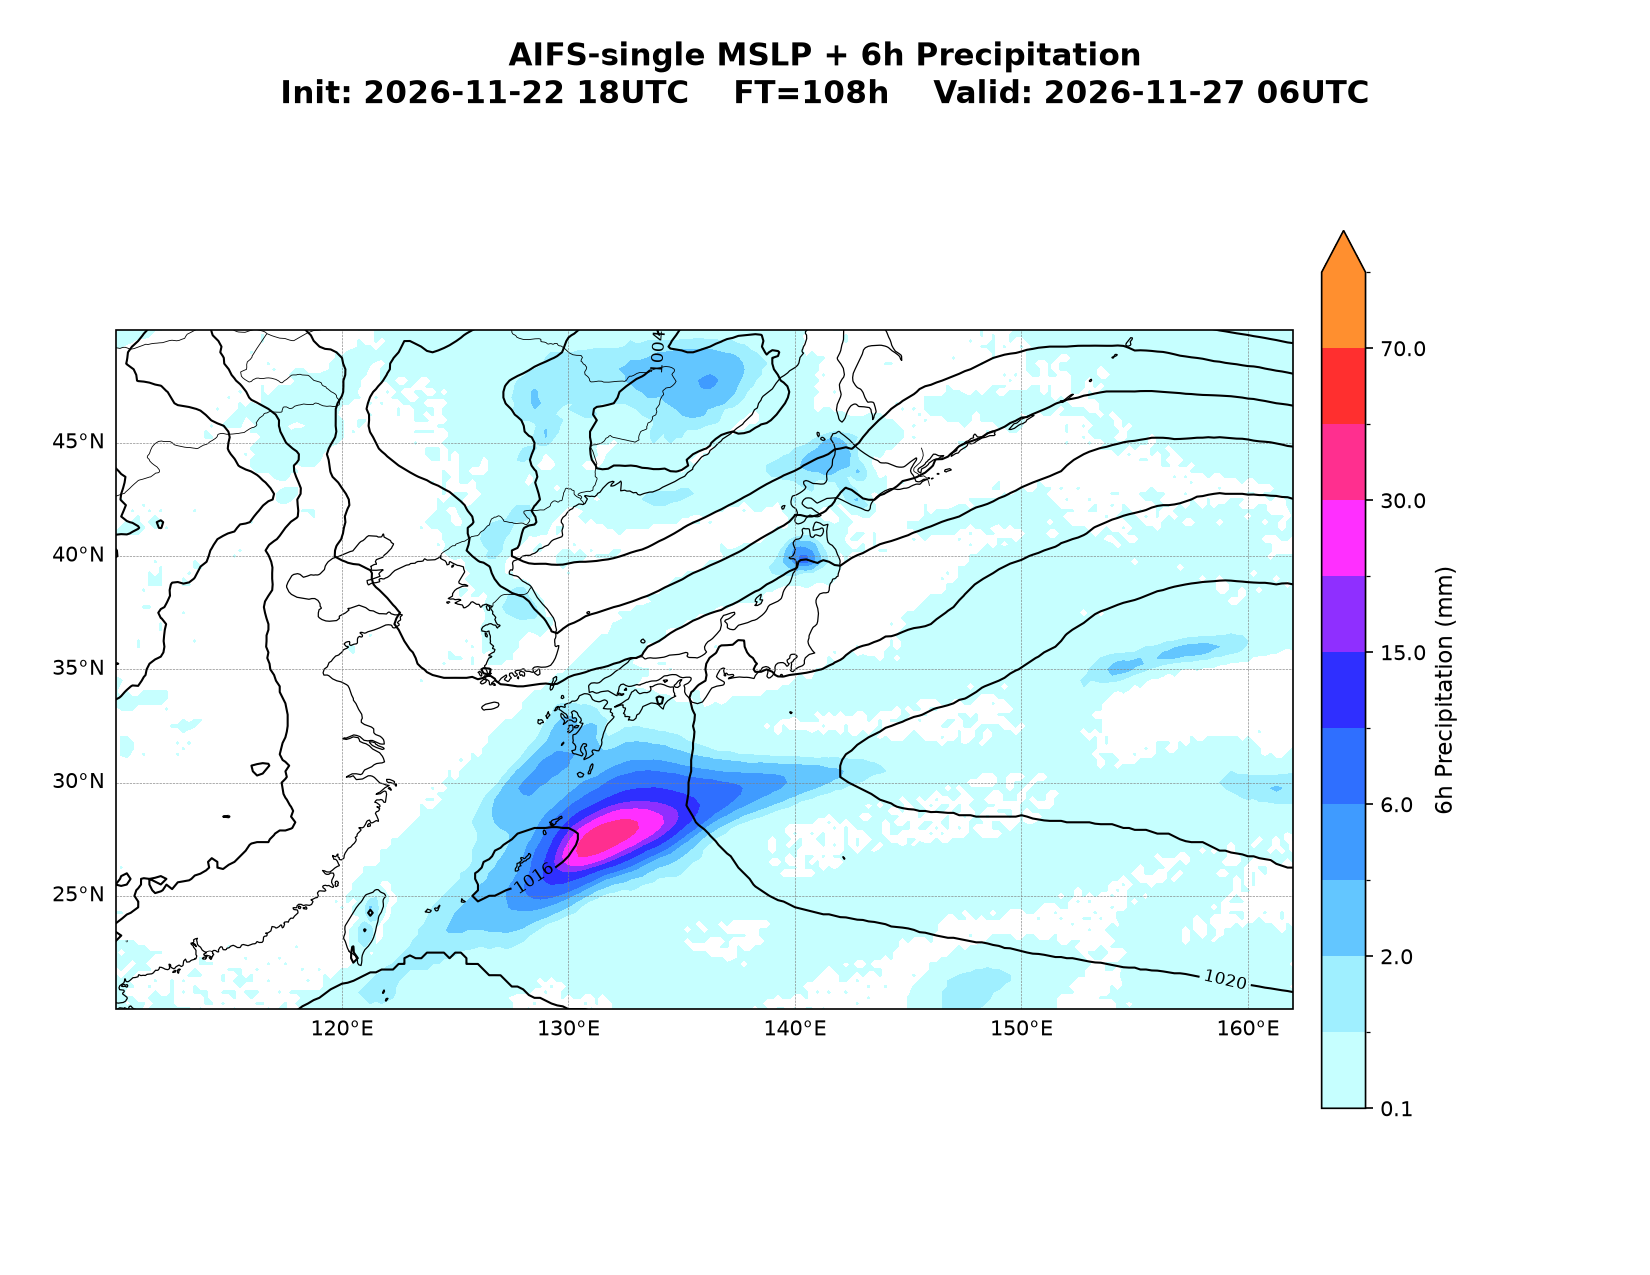 AIFS-single MSLP + 6h Precipitation
Init: 2026-11-22 18UTC    FT=108h    Valid: 2026-11-27 06UTC
1004
1016
1020
45°N
40°N
35°N
30°N
25°N
120°E
130°E
140°E
150°E
160°E
70.0
30.0
15.0
6.0
2.0
0.1
6h Precipitation (mm)